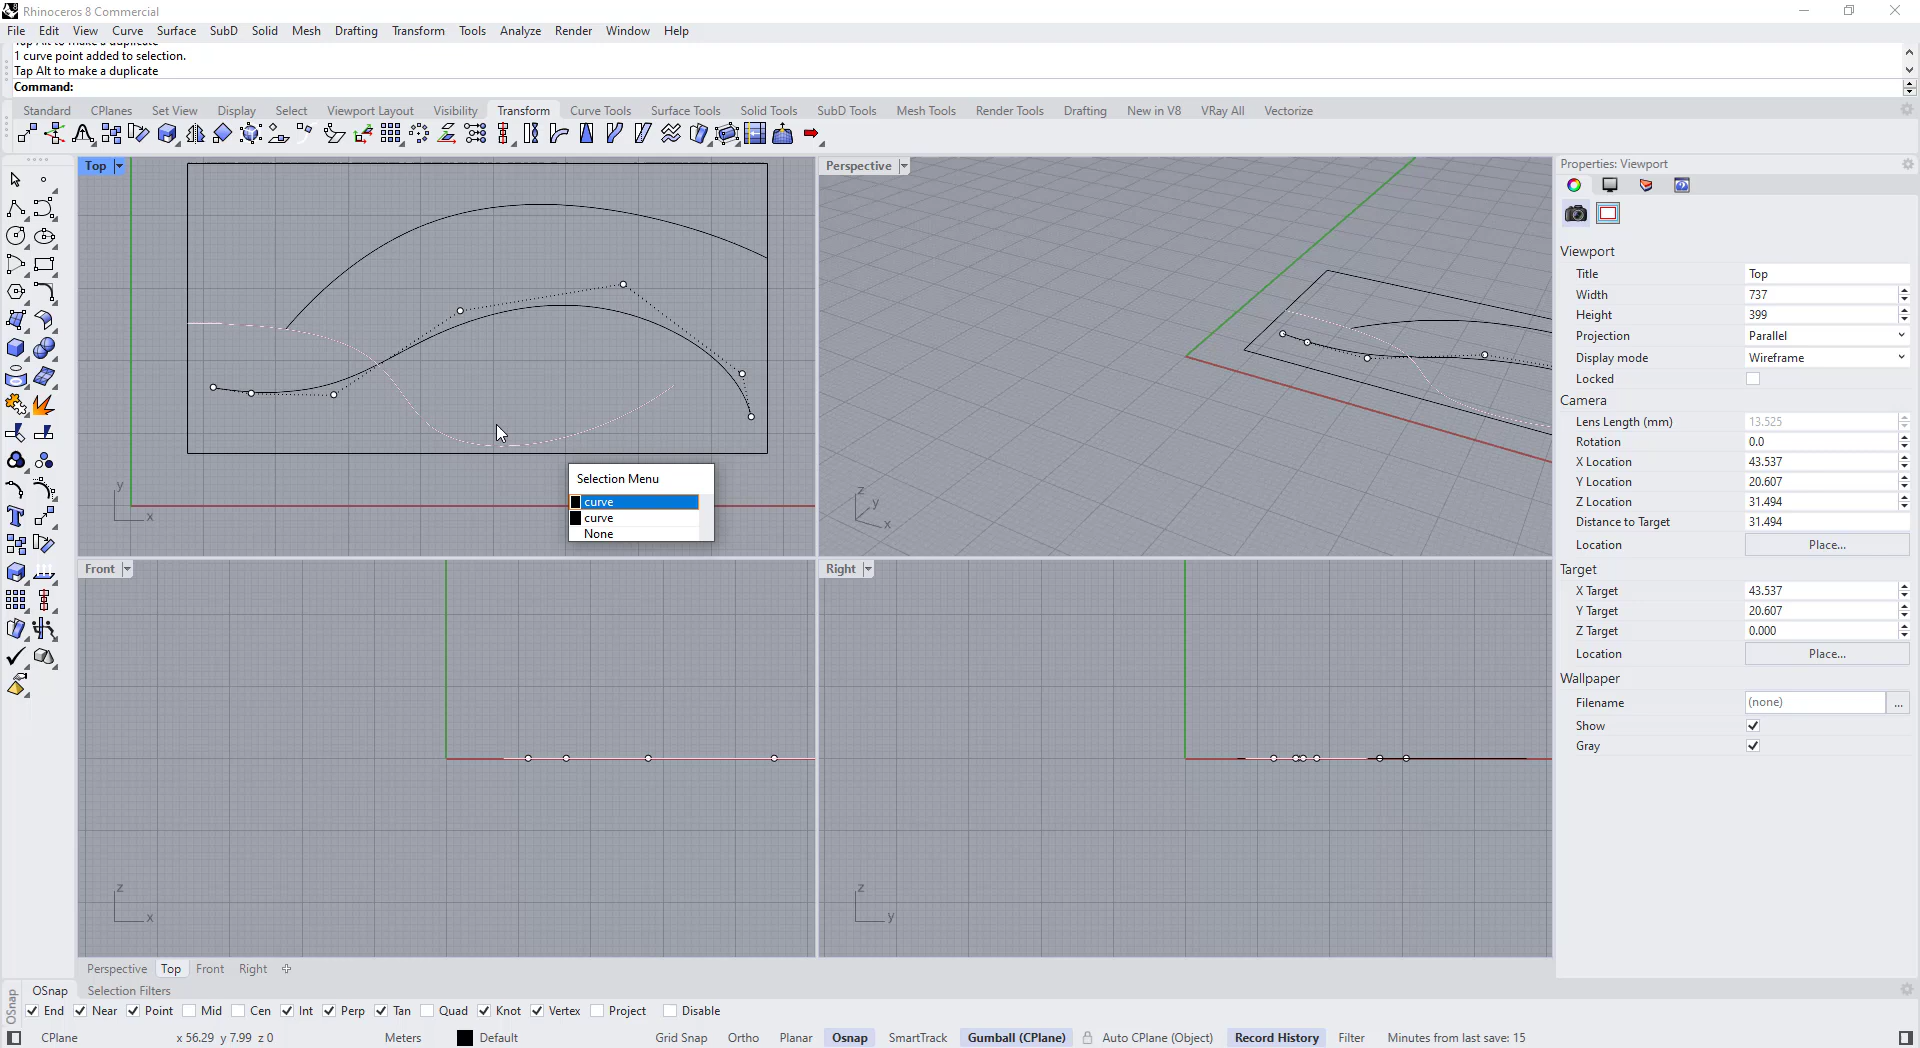 Rhinoceros 8 Commercial
File Edit View Curve Surface SubD Solid Mesh Drafting Transform Tools Analyze Render Window Help
Tap Alt to make a duplicate
1 curve point added to selection.
Tap Alt to make a duplicate
Command:
Standard CPlanes Set View Display Select Viewport Layout Visibility Transform Curve Tools Surface Tools Solid Tools SubD Tools Mesh Tools Render Tools Drafting New in V8 VRay All Vectorize
Top
Perspective
Properties: Viewport
Viewport
Title Top
Width 737
Height 399
Projection Parallel
Display mode Wireframe
Locked
Camera
Lens Length (mm) 13.525
Rotation 0.0
X Location 43.537
Y Location 20.607
Z Location 31.494
Distance to Target 31.494
Location Place...
Target
X Target 43.537
Y Target 20.607
Z Target 0.000
Location Place...
Wallpaper
Filename (none) ...
Show
Gray
Selection Menu
curve
curve
None
y
x
z
y
x
Front
Right
z
x
z
y
Perspective Top Front Right
OSnap Selection Filters
OSnap
End Near Point Mid Cen Int Perp Tan Quad Knot Vertex Project Disable
CPlane x 56.29 y 7.99 z 0 Meters Default Grid Snap Ortho Planar Osnap SmartTrack Gumball (CPlane) Auto CPlane (Object) Record History Filter Minutes from last save: 15